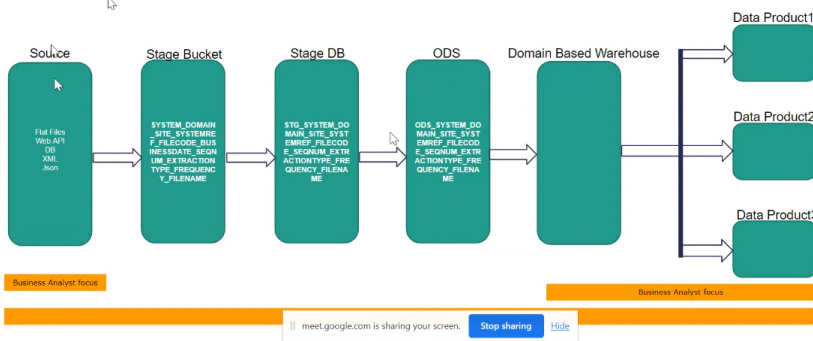 Source
Stage Bucket
Stage DB
ODS
Domain Based Warehouse
Data Product1
Data Product2
Data Product3
Flat Files
Web API
DB
XML
Json
SYSTEM_DOMAIN
_SITE_SYSTEMRE
F_FILECODE_BUS
INESSDATE_SEQN
UM_EXTRACTION
TYPE_FREQUENC
Y_FILENAME
STG_SYSTEM_DO
MAIN_SITE_SYST
EMREF_FILECOD
E_SEQNUM_EXTR
ACTIONTYPE_FRE
QUENCY_FILENA
ME
ODS_SYSTEM_DO
MAIN_SITE_SYST
EMREF_FILECOD
E_SEQNUM_EXTR
ACTIONTYPE_FRE
QUENCY_FILENA
ME
Business Analyst focus
Business Analyst focus
meet.google.com is sharing your screen.
Stop sharing
Hide